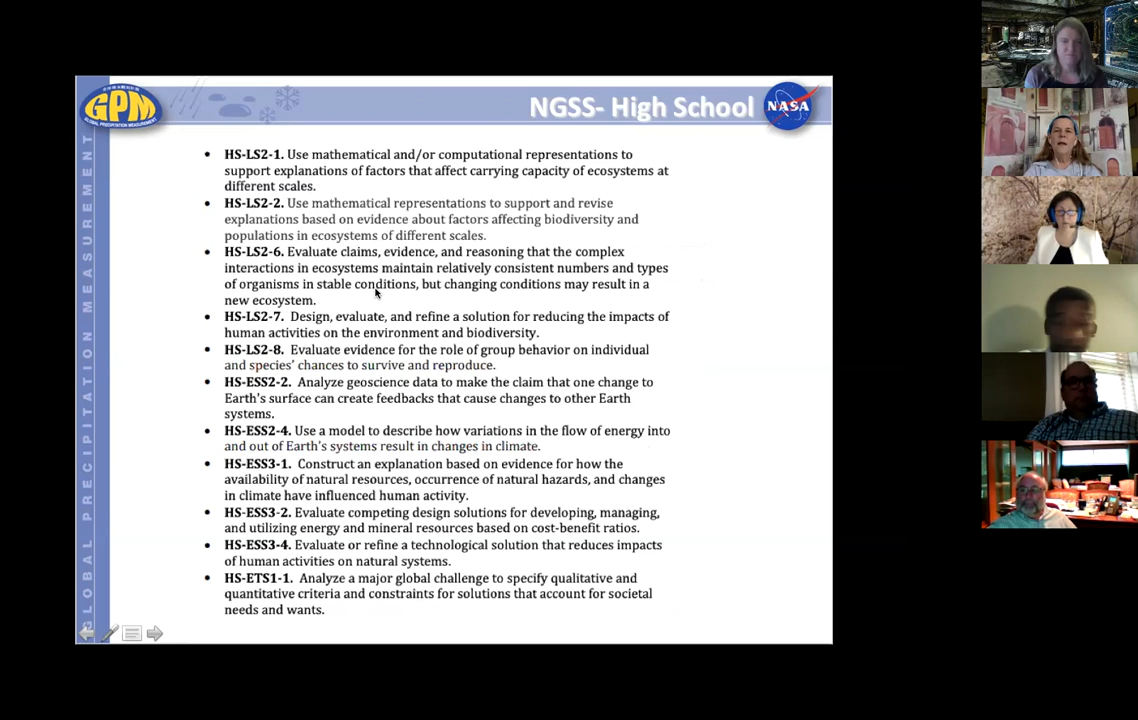 GPM
GLOBAL PRECIPITATION MEASUREMENT
NGSS- High School
NASA
GLOBAL PRECIPITATION MEASUREMENT
• HS-LS2-1. Use mathematical and/or computational representations to
support explanations of factors that affect carrying capacity of ecosystems at
different scales.
• HS-LS2-2. Use mathematical representations to support and revise
explanations based on evidence about factors affecting biodiversity and
populations in ecosystems of different scales.
• HS-LS2-6. Evaluate claims, evidence, and reasoning that the complex
interactions in ecosystems maintain relatively consistent numbers and types
of organisms in stable conditions, but changing conditions may result in a
new ecosystem.
• HS-LS2-7. Design, evaluate, and refine a solution for reducing the impacts of
human activities on the environment and biodiversity.
• HS-LS2-8. Evaluate evidence for the role of group behavior on individual
and species' chances to survive and reproduce.
• HS-ESS2-2. Analyze geoscience data to make the claim that one change to
Earth's surface can create feedbacks that cause changes to other Earth
systems.
• HS-ESS2-4. Use a model to describe how variations in the flow of energy into
and out of Earth's systems result in changes in climate.
• HS-ESS3-1. Construct an explanation based on evidence for how the
availability of natural resources, occurrence of natural hazards, and changes
in climate have influenced human activity.
• HS-ESS3-2. Evaluate competing design solutions for developing, managing,
and utilizing energy and mineral resources based on cost-benefit ratios.
• HS-ESS3-4. Evaluate or refine a technological solution that reduces impacts
of human activities on natural systems.
• HS-ETS1-1. Analyze a major global challenge to specify qualitative and
quantitative criteria and constraints for solutions that account for societal
needs and wants.